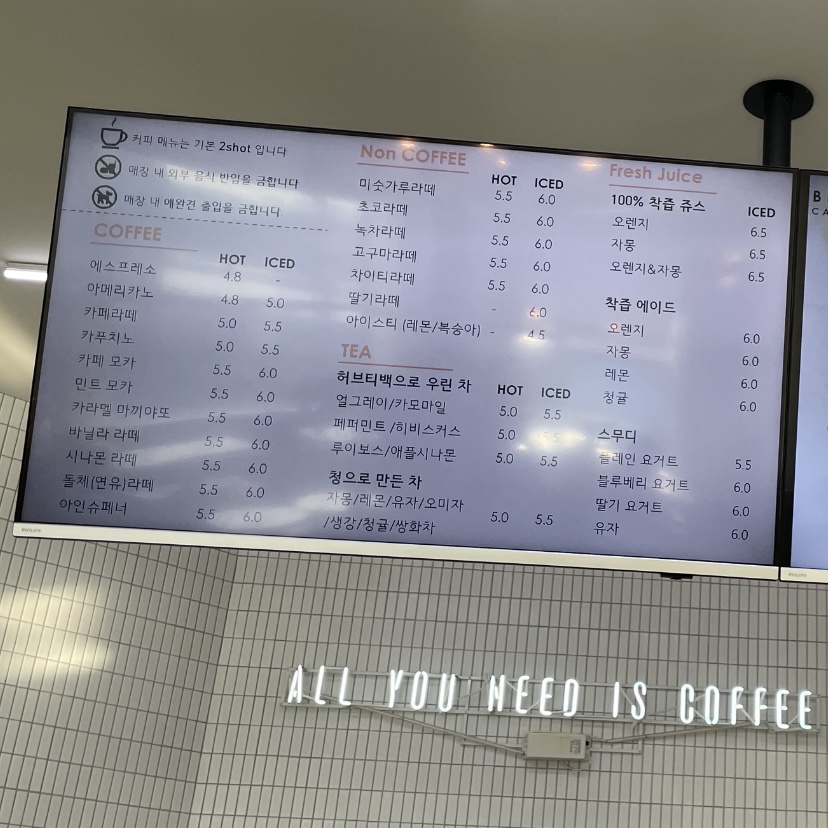 커피 메뉴는 기본 2shot 입니다
매장 내 외부 음식 반입을 금합니다
매장 내 애완견 출입을 금합니다
COFFEE
HOT ICED
에스프레소 4.8 -
아메리카노 4.8 5.0
카페라떼 5.0 5.5
카푸치노 5.0 5.5
카페 모카 5.5 6.0
민트 모카 5.5 6.0
카라멜 마끼야또 5.5 6.0
바닐라 라떼 5.5 6.0
시나몬 라떼 5.5 6.0
돌체(연유)라떼 5.5 6.0
아인슈페너 5.5 6.0
Non COFFEE
HOT ICED
미숫가루라떼 5.5 6.0
초코라떼 5.5 6.0
녹차라떼 5.5 6.0
고구마라떼 5.5 6.0
차이티라떼 5.5 6.0
딸기라떼 - 6.0
아이스티 (레몬/복숭아) - 4.5
TEA
허브티백으로 우린 차 HOT ICED
얼그레이/카모마일 5.0 5.5
페퍼민트/히비스커스 5.0 5.5
루이보스/애플시나몬 5.0 5.5
청으로 만든 차
자몽/레몬/유자/오미자
/생강/청귤/쌍화차 5.0 5.5
Fresh Juice
100% 착즙 쥬스 ICED
오렌지 6.5
자몽 6.5
오렌지&자몽 6.5
착즙 에이드
오렌지 6.0
자몽 6.0
레몬 6.0
청귤 6.0
스무디
플레인 요거트 5.5
블루베리 요거트 6.0
딸기 요거트 6.0
유자 6.0
PHILIPS
ALL YOU NEED IS COFFEE